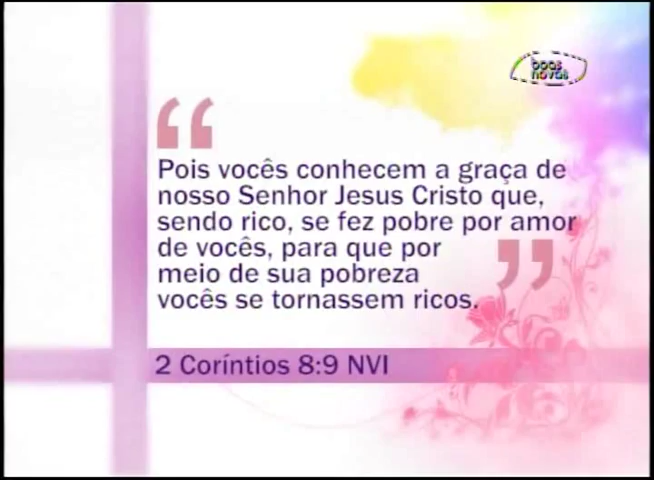 boas
novas
“
Pois vocês conhecem a graça de
nosso Senhor Jesus Cristo que,
sendo rico, se fez pobre por amor
de vocês, para que por
meio de sua pobreza
vocês se tornassem ricos.
”
2 Coríntios 8:9 NVI